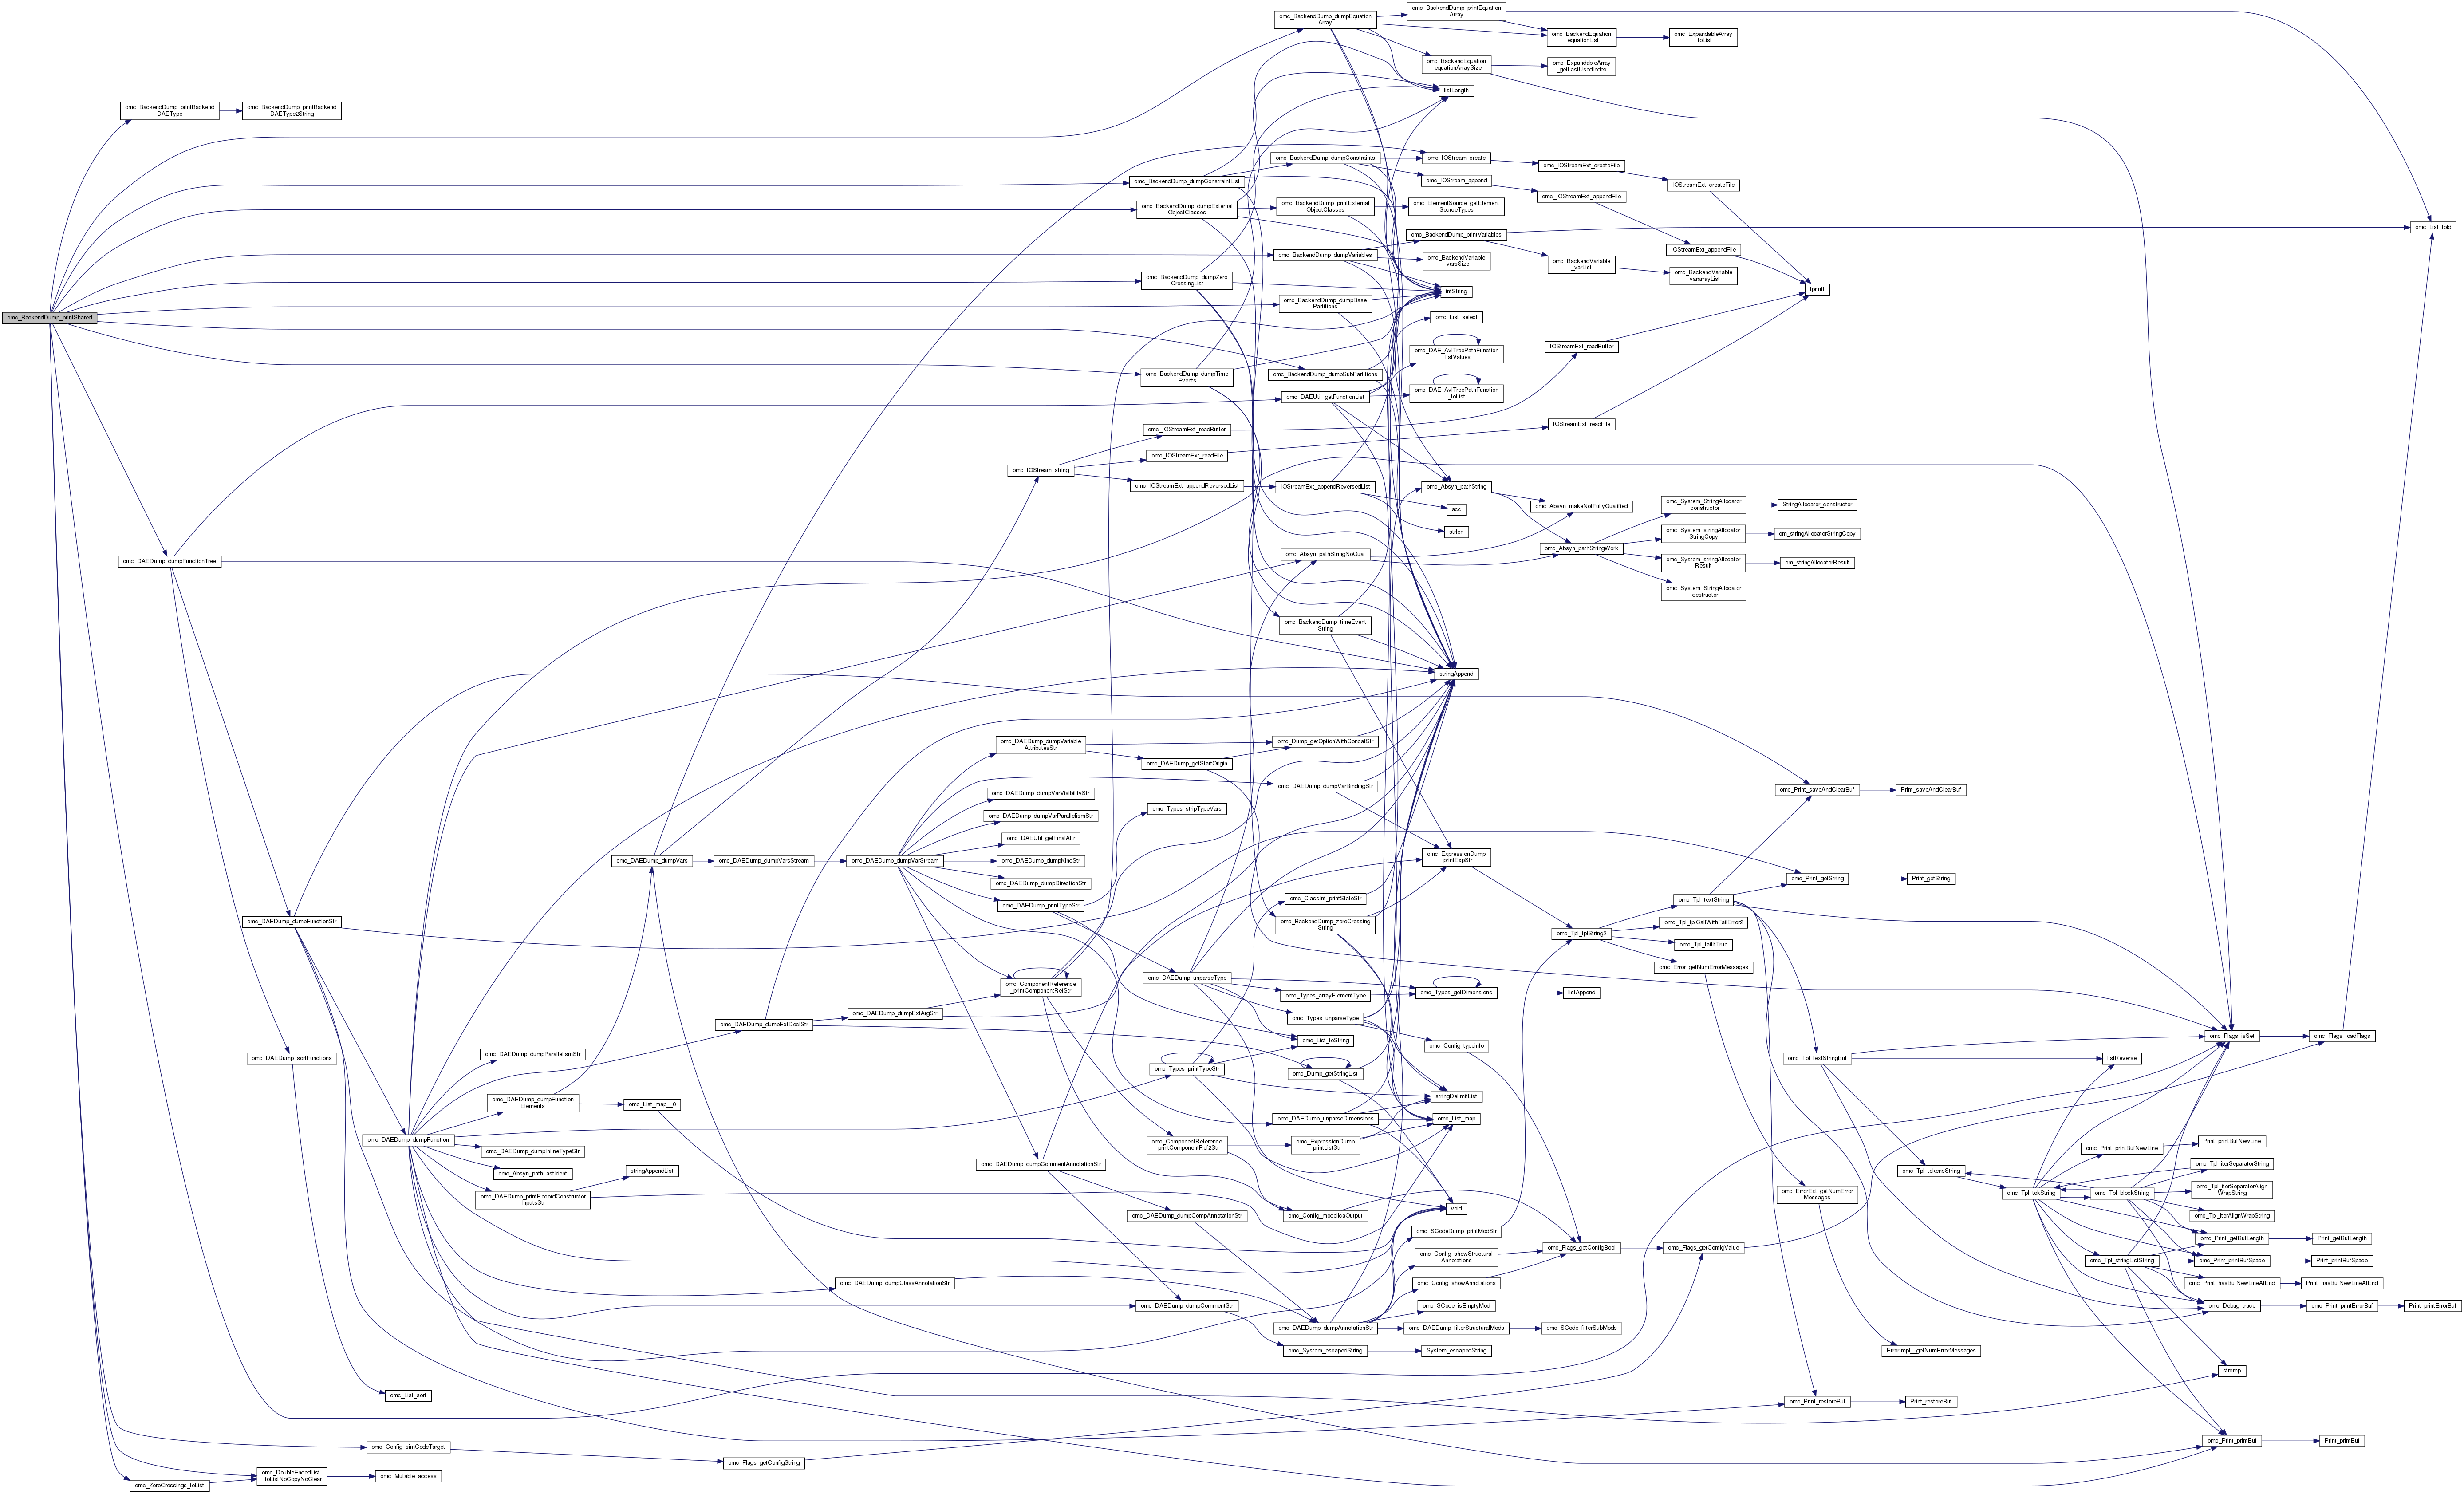 omc_BackendDump_printShared
omc_BackendDump_printBackend
DAEType
omc_BackendDump_printBackend
DAEType2String
omc_DAEDump_dumpFunctionTree
omc_DAEDump_dumpFunctionStr
omc_DAEDump_sortFunctions
omc_List_sort
omc_Config_simCodeTarget
omc_DoubleEndedList
_toListNoCopyNoClear
omc_Mutable_access
omc_ZeroCrossings_toList
omc_DAEDump_dumpFunction
omc_DAEDump_dumpParallelismStr
omc_DAEDump_dumpFunction
Elements
omc_DAEDump_dumpInlineTypeStr
omc_Absyn_pathLastIdent
omc_DAEDump_printRecordConstructor
InputsStr
stringAppendList
omc_List_map__0
omc_DAEDump_dumpVars
omc_DAEDump_dumpVarsStream
omc_DAEDump_dumpExtDeclStr
omc_DAEDump_dumpExtArgStr
omc_DAEDump_dumpClassAnnotationStr
omc_Flags_getConfigString
omc_DAEDump_dumpVarStream
omc_IOStream_string
omc_DAEDump_dumpVariable
AttributesStr
omc_DAEDump_dumpVarVisibilityStr
omc_DAEDump_dumpVarParallelismStr
omc_DAEUtil_getFinalAttr
omc_DAEDump_dumpKindStr
omc_DAEDump_dumpDirectionStr
omc_DAEDump_printTypeStr
omc_ComponentReference
_printComponentRefStr
omc_DAEDump_dumpCommentAnnotationStr
omc_BackendDump_dumpConstraintList
omc_BackendDump_dumpExternal
ObjectClasses
omc_BackendDump_dumpZero
CrossingList
omc_BackendDump_dumpTime
Events
omc_IOStreamExt_readBuffer
omc_IOStreamExt_readFile
omc_IOStreamExt_appendReversedList
omc_DAEDump_getStartOrigin
omc_Types_stripTypeVars
omc_DAEDump_unparseType
omc_Types_printTypeStr
omc_ComponentReference
_printComponentRef2Str
omc_DAEDump_dumpCompAnnotationStr
omc_DAEDump_dumpCommentStr
omc_BackendDump_dumpEquation
Array
omc_BackendDump_dumpConstraints
omc_BackendDump_printExternal
ObjectClasses
omc_BackendDump_dumpVariables
omc_BackendDump_dumpBase
Partitions
omc_BackendDump_dumpSubPartitions
omc_DAEUtil_getFunctionList
IOStreamExt_appendReversedList
omc_Absyn_pathStringNoQual
omc_BackendDump_timeEvent
String
omc_Dump_getOptionWithConcatStr
omc_DAEDump_dumpVarBindingStr
omc_ClassInf_printStateStr
omc_BackendDump_zeroCrossing
String
omc_Types_arrayElementType
omc_Types_unparseType
omc_List_toString
omc_Dump_getStringList
omc_DAEDump_unparseDimensions
omc_ExpressionDump
_printListStr
omc_Config_modelicaOutput
omc_DAEDump_dumpAnnotationStr
omc_System_escapedString
omc_BackendDump_printEquation
Array
omc_BackendEquation
_equationArraySize
listLength
omc_IOStream_create
omc_IOStream_append
omc_ElementSource_getElement
SourceTypes
omc_BackendDump_printVariables
omc_BackendVariable
_varsSize
intString
omc_List_select
omc_DAE_AvlTreePathFunction
_listValues
omc_DAE_AvlTreePathFunction
_toList
omc_Absyn_pathString
acc
strlen
stringAppend
omc_ExpressionDump
_printExpStr
omc_Types_getDimensions
omc_Config_typeinfo
stringDelimitList
omc_List_map
void
omc_SCodeDump_printModStr
omc_Config_showStructural
Annotations
omc_Config_showAnnotations
omc_SCode_isEmptyMod
omc_DAEDump_filterStructuralMods
System_escapedString
omc_BackendEquation
_equationList
omc_ExpandableArray
_getLastUsedIndex
omc_IOStreamExt_createFile
omc_IOStreamExt_appendFile
omc_BackendVariable
_varList
IOStreamExt_readBuffer
IOStreamExt_readFile
omc_Absyn_makeNotFullyQualified
omc_Absyn_pathStringWork
omc_Tpl_tplString2
listAppend
omc_Flags_getConfigBool
omc_SCode_filterSubMods
omc_ExpandableArray
_toList
IOStreamExt_createFile
IOStreamExt_appendFile
omc_BackendVariable
_vararrayList
omc_System_StringAllocator
_constructor
omc_System_stringAllocator
StringCopy
omc_System_stringAllocator
Result
omc_System_StringAllocator
_destructor
omc_Tpl_textString
omc_Tpl_tplCallWithFailError2
omc_Tpl_failIfTrue
omc_Error_getNumErrorMessages
omc_Flags_getConfigValue
fprintf
StringAllocator_constructor
om_stringAllocatorStringCopy
om_stringAllocatorResult
omc_Print_saveAndClearBuf
Print_saveAndClearBuf
omc_Print_getString
Print_getString
omc_Tpl_textStringBuf
omc_ErrorExt_getNumError
Messages
ErrorImpl__getNumErrorMessages
omc_Print_restoreBuf
Print_restoreBuf
omc_Tpl_tokensString
omc_Tpl_tokString
listReverse
omc_Print_printBufNewLine
Print_printBufNewLine
omc_Tpl_blockString
omc_Tpl_iterSeparatorString
omc_Tpl_iterSeparatorAlign
WrapString
omc_Tpl_iterAlignWrapString
omc_Tpl_stringListString
omc_Print_getBufLength
Print_getBufLength
omc_Print_printBufSpace
Print_printBufSpace
omc_Print_hasBufNewLineAtEnd
Print_hasBufNewLineAtEnd
omc_Debug_trace
omc_Print_printErrorBuf
Print_printErrorBuf
strcmp
omc_Print_printBuf
Print_printBuf
omc_Flags_isSet
omc_Flags_loadFlags
omc_List_fold